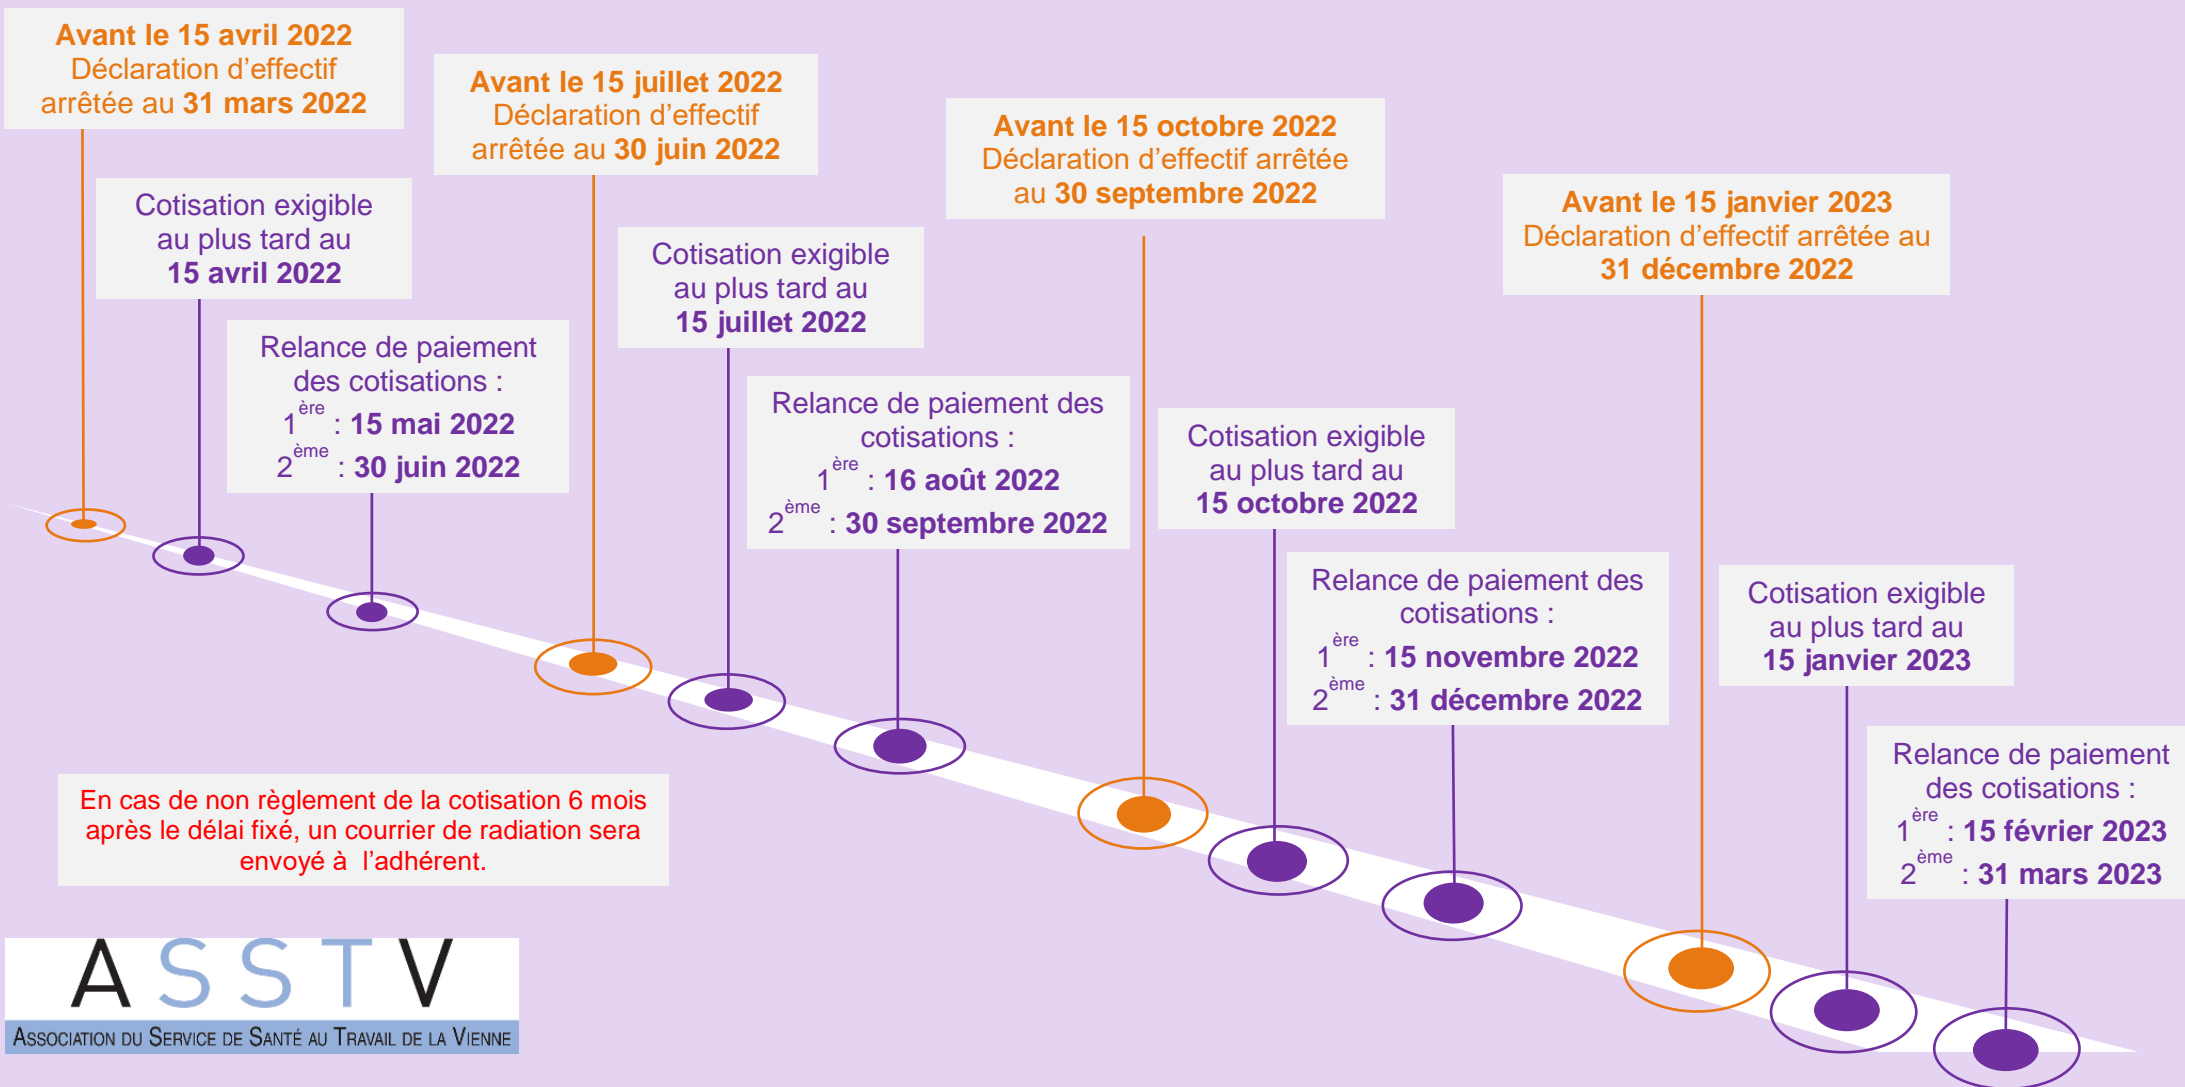 Avant le 15 avril 2022
Déclaration d’effectif
arrêtée au 31 mars 2022
Cotisation exigible
au plus tard au
15 avril 2022
Relance de paiement
des cotisations :
1ère : 15 mai 2022
2ème : 30 juin 2022
Avant le 15 juillet 2022
Déclaration d’effectif
arrêtée au 30 juin 2022
Cotisation exigible
au plus tard au
15 juillet 2022
Relance de paiement des
cotisations :
1ère : 16 août 2022
2ème : 30 septembre 2022
Avant le 15 octobre 2022
Déclaration d’effectif arrêtée
au 30 septembre 2022
Cotisation exigible
au plus tard au
15 octobre 2022
Relance de paiement des
cotisations :
1ère : 15 novembre 2022
2ème : 31 décembre 2022
Avant le 15 janvier 2023
Déclaration d’effectif arrêtée au
31 décembre 2022
Cotisation exigible
au plus tard au
15 janvier 2023
Relance de paiement
des cotisations :
1ère : 15 février 2023
2ème : 31 mars 2023
En cas de non règlement de la cotisation 6 mois
après le délai fixé, un courrier de radiation sera
envoyé à l’adhérent.
ASSTV
ASSOCIATION DU SERVICE DE SANTÉ AU TRAVAIL DE LA VIENNE